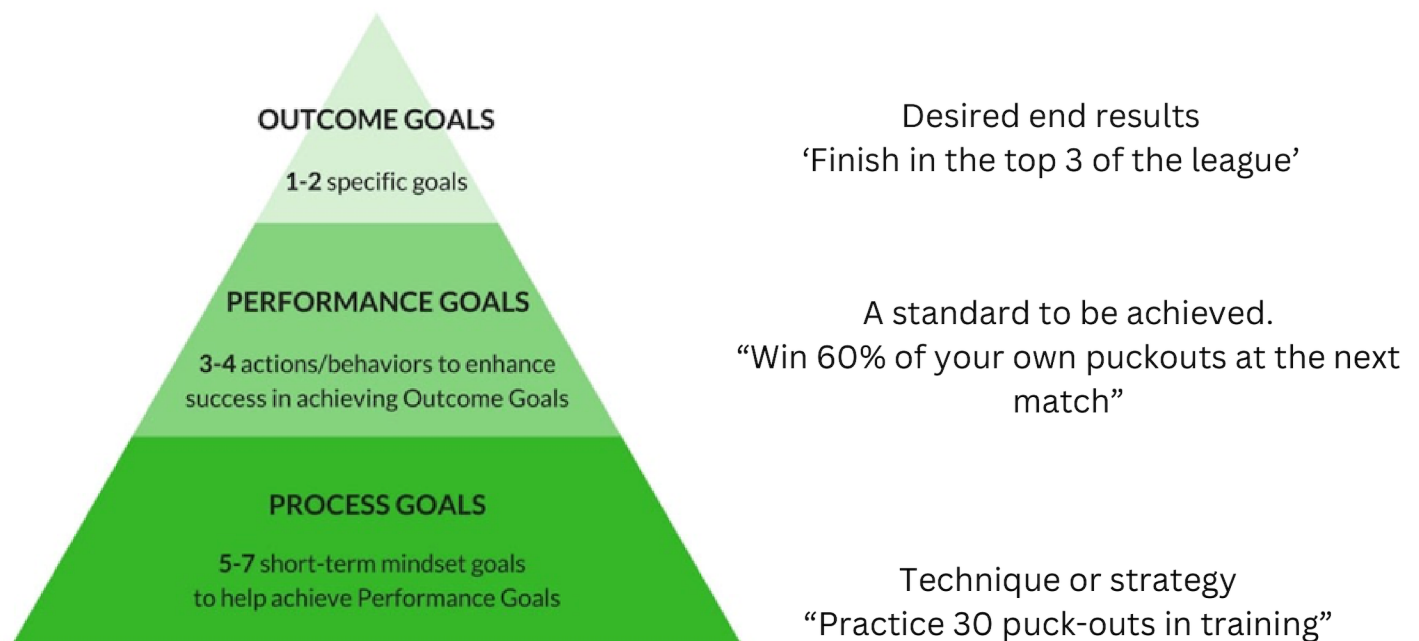 OUTCOME GOALS
1-2 specific goals
Desired end results
‘Finish in the top 3 of the league’
PERFORMANCE GOALS
3-4 actions/behaviors to enhance
success in achieving Outcome Goals
A standard to be achieved.
“Win 60% of your own puckouts at the next
match”
PROCESS GOALS
5-7 short-term mindset goals
to help achieve Performance Goals
Technique or strategy
“Practice 30 puck-outs in training”